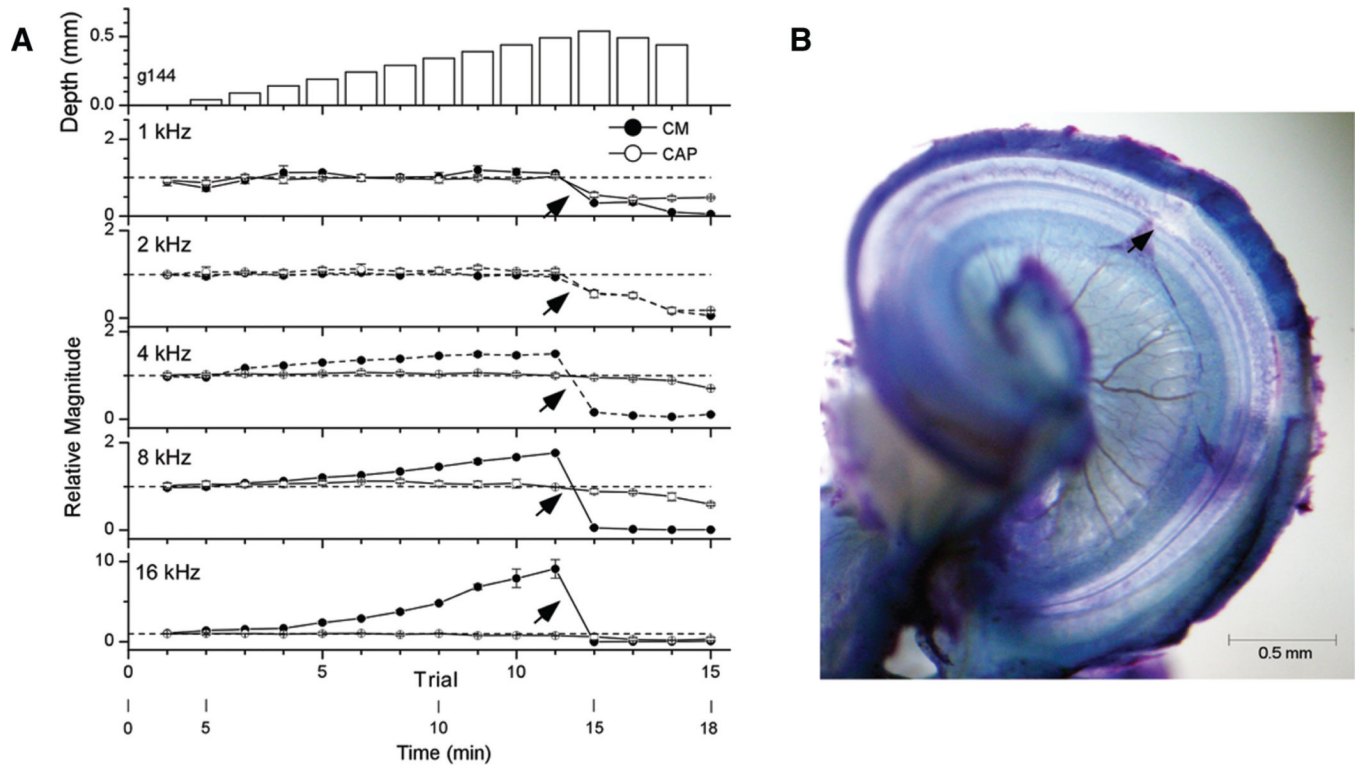 A
B
Depth (mm)
0.5
0.0
g144
1 kHz
CM
CAP
2
0
2 kHz
2
0
4 kHz
2
0
8 kHz
2
0
16 kHz
10
0
Relative Magnitude
0 5 10 15
Trial
0 5 10 15 18
Time (min)
0.5 mm